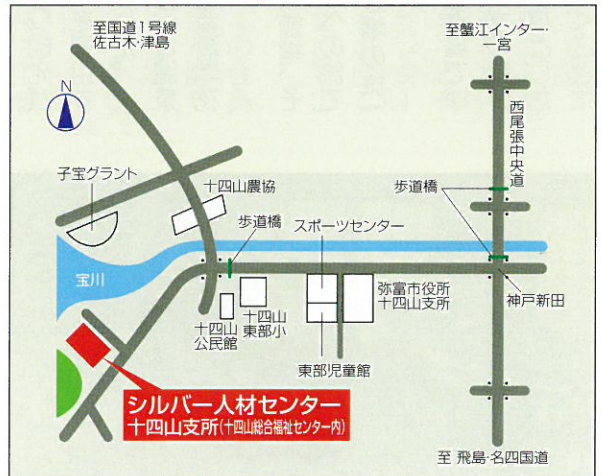 至国道1号線
佐古木・津島
至蟹江インター・
一宮
N
西尾張中央道
子宝グラント
十四山農協
歩道橋
スポーツセンター
歩道橋
宝川
弥富市役所
十四山支所
神戸新田
十四山
公民館
十四山
東部小
東部児童館
シルバー人材センター
十四山支所(十四山総合福祉センター内)
至 飛島・名四国道